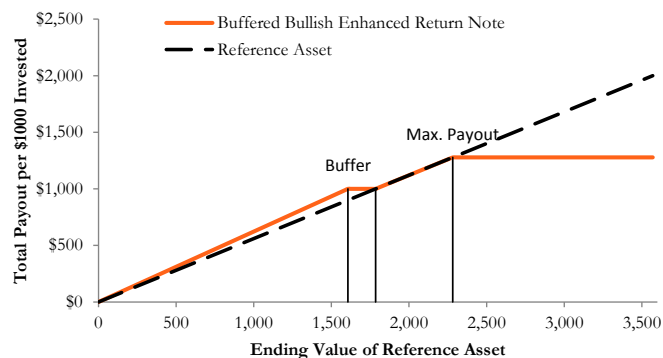 Buffered Bullish Enhanced Return Note
Reference Asset
Total Payout per $1000 Invested
$2,500
$2,000
$1,500
$1,000
$500
$0
Buffer
Max. Payout
0 500 1,000 1,500 2,000 2,500 3,000 3,500
Ending Value of Reference Asset